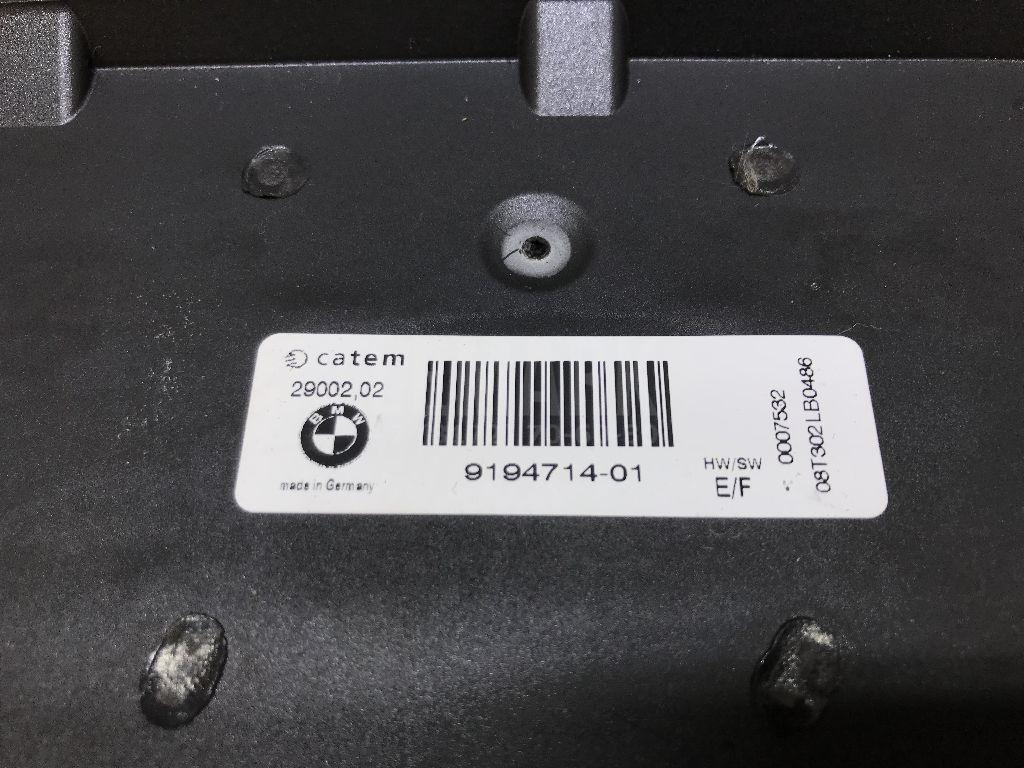 catem
29002,02
BMW
made in Germany
9194714-01
HW/SW
E/F
0007532
08T302LB0486